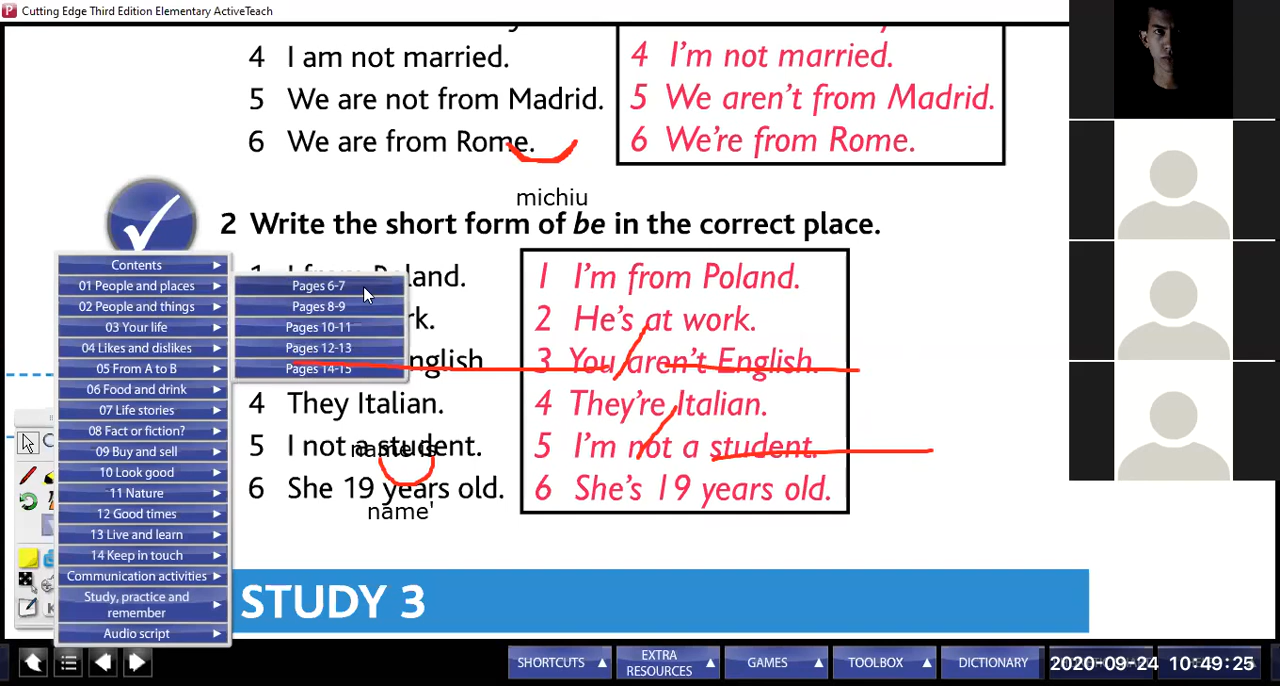 Cutting Edge Third Edition Elementary ActiveTeach
4 I am not married.
4 I'm not married.
5 We are not from Madrid.
5 We aren't from Madrid.
6 We are from Rome.
6 We're from Rome.
michiu
2 Write the short form of be in the correct place.
oland.
1 I'm from Poland.
rk.
2 He's at work.
nglish
3 You aren't English.
4 They Italian.
4 They're Italian.
5 I not a student.
5 I'm not a student.
name is
6 She 19 years old.
6 She's 19 years old.
name'
Contents
01 People and places
02 People and things
03 Your life
04 Likes and dislikes
05 From A to B
06 Food and drink
07 Life stories
08 Fact or fiction?
09 Buy and sell
10 Look good
11 Nature
12 Good times
13 Live and learn
14 Keep in touch
Communication activities
Study, practice and
remember
Audio script
Pages 6-7
Pages 8-9
Pages 10-11
Pages 12-13
Pages 14-15
STUDY 3
SHORTCUTS
EXTRA
RESOURCES
GAMES
TOOLBOX
DICTIONARY
2020-09-24 10:49:25